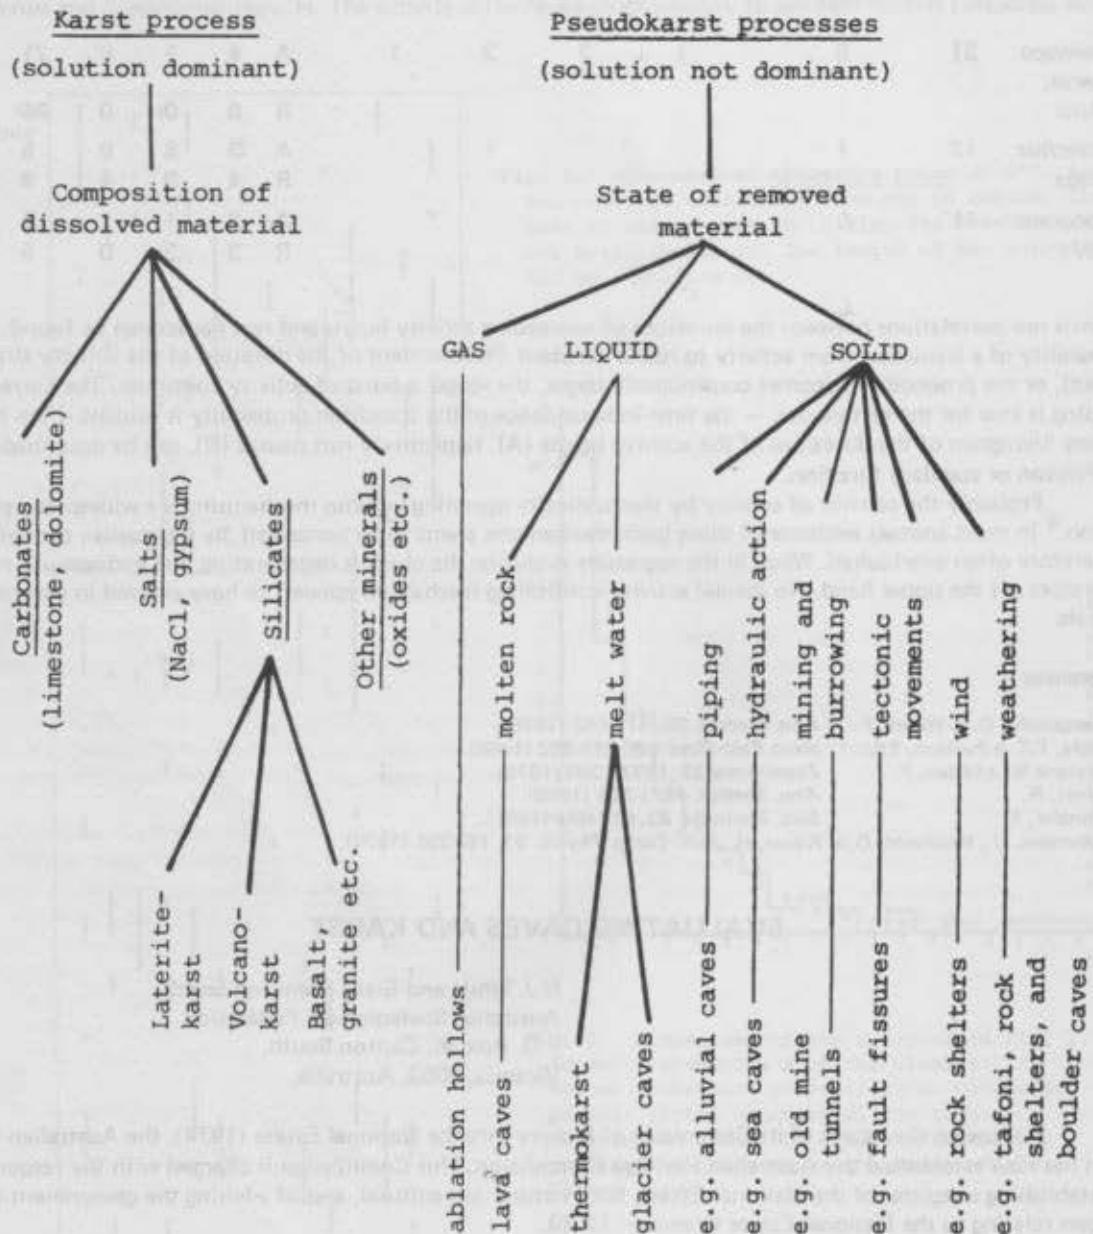 Karst process
(solution dominant)
Composition of
dissolved material
Carbonates
(limestone dolomite)
Salts
(NaCl, gypsum)
Silicates
Other minerals
(oxides etc.)
Laterite-
karst
Volcano-
karst
Basalt,
granite etc.
Pseudokarst processes
(solution not dominant)
State of removed
material
GAS
LIQUID
SOLID
molten rock
melt water
piping
hydraulic action
mining and
burrowing
tectonic
movements
wind
weathering
ablation hollows
lava caves
thermokarst
glacier caves
e.g. alluvial caves
e.g. sea caves
e.g. old mine
tunnels
e.g. fault fissures
e.g. rock shelters
e.g. tafoni, rock
shelters, and
boulder caves